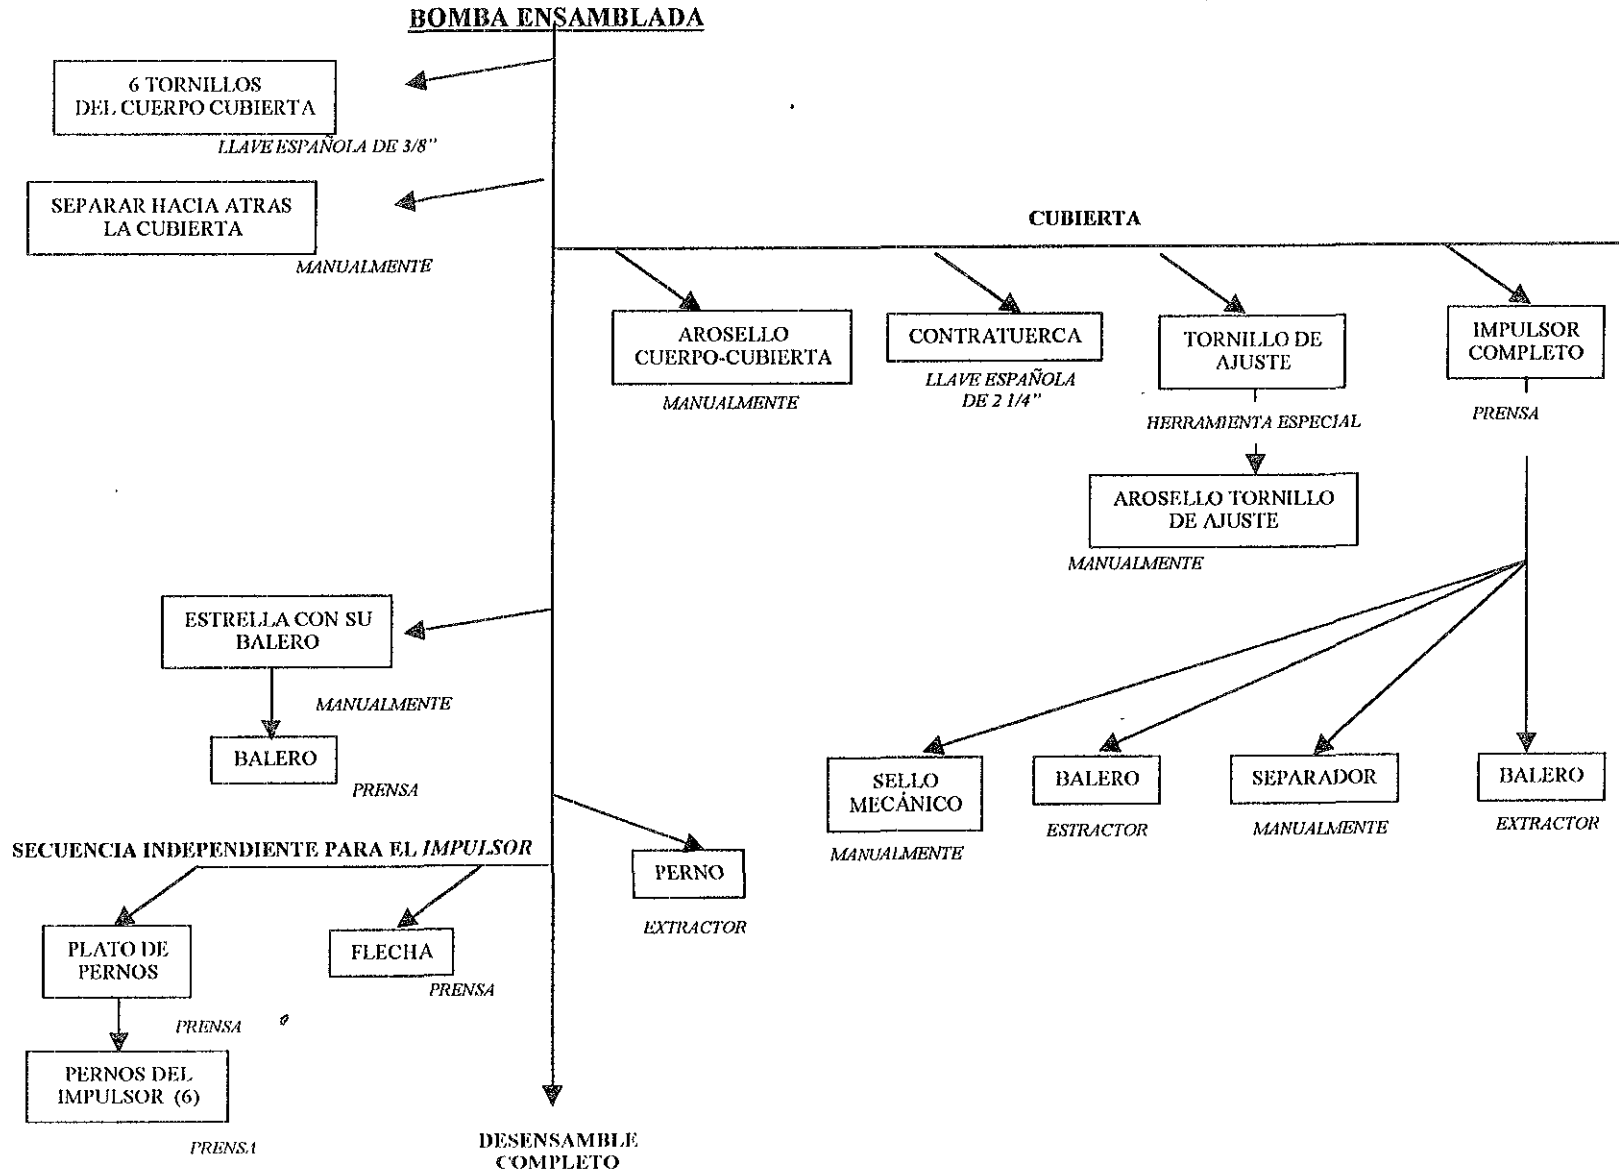 BOMBA ENSAMBLADA
6 TORNILLOS
DEL CUERPO CUBIERTA
LLAVE ESPAÑOLA DE 3/8"
SEPARAR HACIA ATRAS
LA CUBIERTA
MANUALMENTE
CUBIERTA
AROSELLO
CUERPO-CUBIERTA
MANUALMENTE
CONTRATUERCA
LLAVE ESPAÑOLA
DE 2 1/4"
TORNILLO DE
AJUSTE
HERRAMIENTA ESPECIAL
AROSELLO TORNILLO
DE AJUSTE
MANUALMENTE
IMPULSOR
COMPLETO
PRENSA
SELLO
MECÁNICO
MANUALMENTE
BALERO
ESTRACTOR
SEPARADOR
MANUALMENTE
BALERO
EXTRACTOR
ESTRELLA CON SU
BALERO
MANUALMENTE
BALERO
PRENSA
PERNO
EXTRACTOR
SECUENCIA INDEPENDIENTE PARA EL IMPULSOR
PLATO DE
PERNOS
PRENSA
PERNOS DEL
IMPULSOR (6)
PRENSA
FLECHA
PRENSA
DESENSAMBLE
COMPLETO